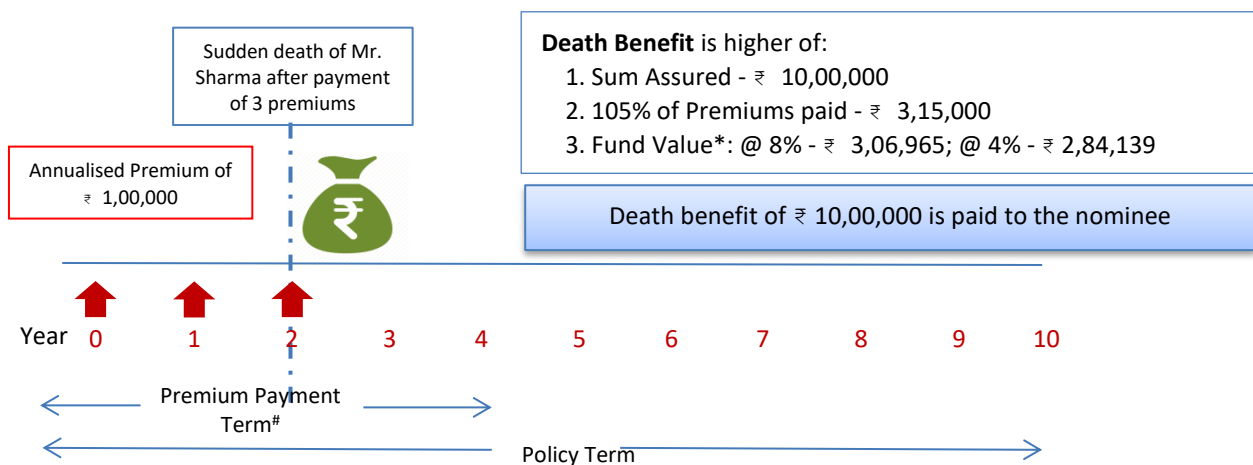 Sudden death of Mr.
Sharma after payment
of 3 premiums
Annualised Premium of
₹ 1,00,000
Death Benefit is higher of:
1. Sum Assured - ₹ 10,00,000
2. 105% of Premiums paid - ₹ 3,15,000
3. Fund Value*: @ 8% - ₹ 3,06,965; @ 4% - ₹ 2,84,139
Death benefit of ₹ 10,00,000 is paid to the nominee
₹
Year 0 1 2 3 4 5 6 7 8 9 10
Premium Payment
Term#
Policy Term